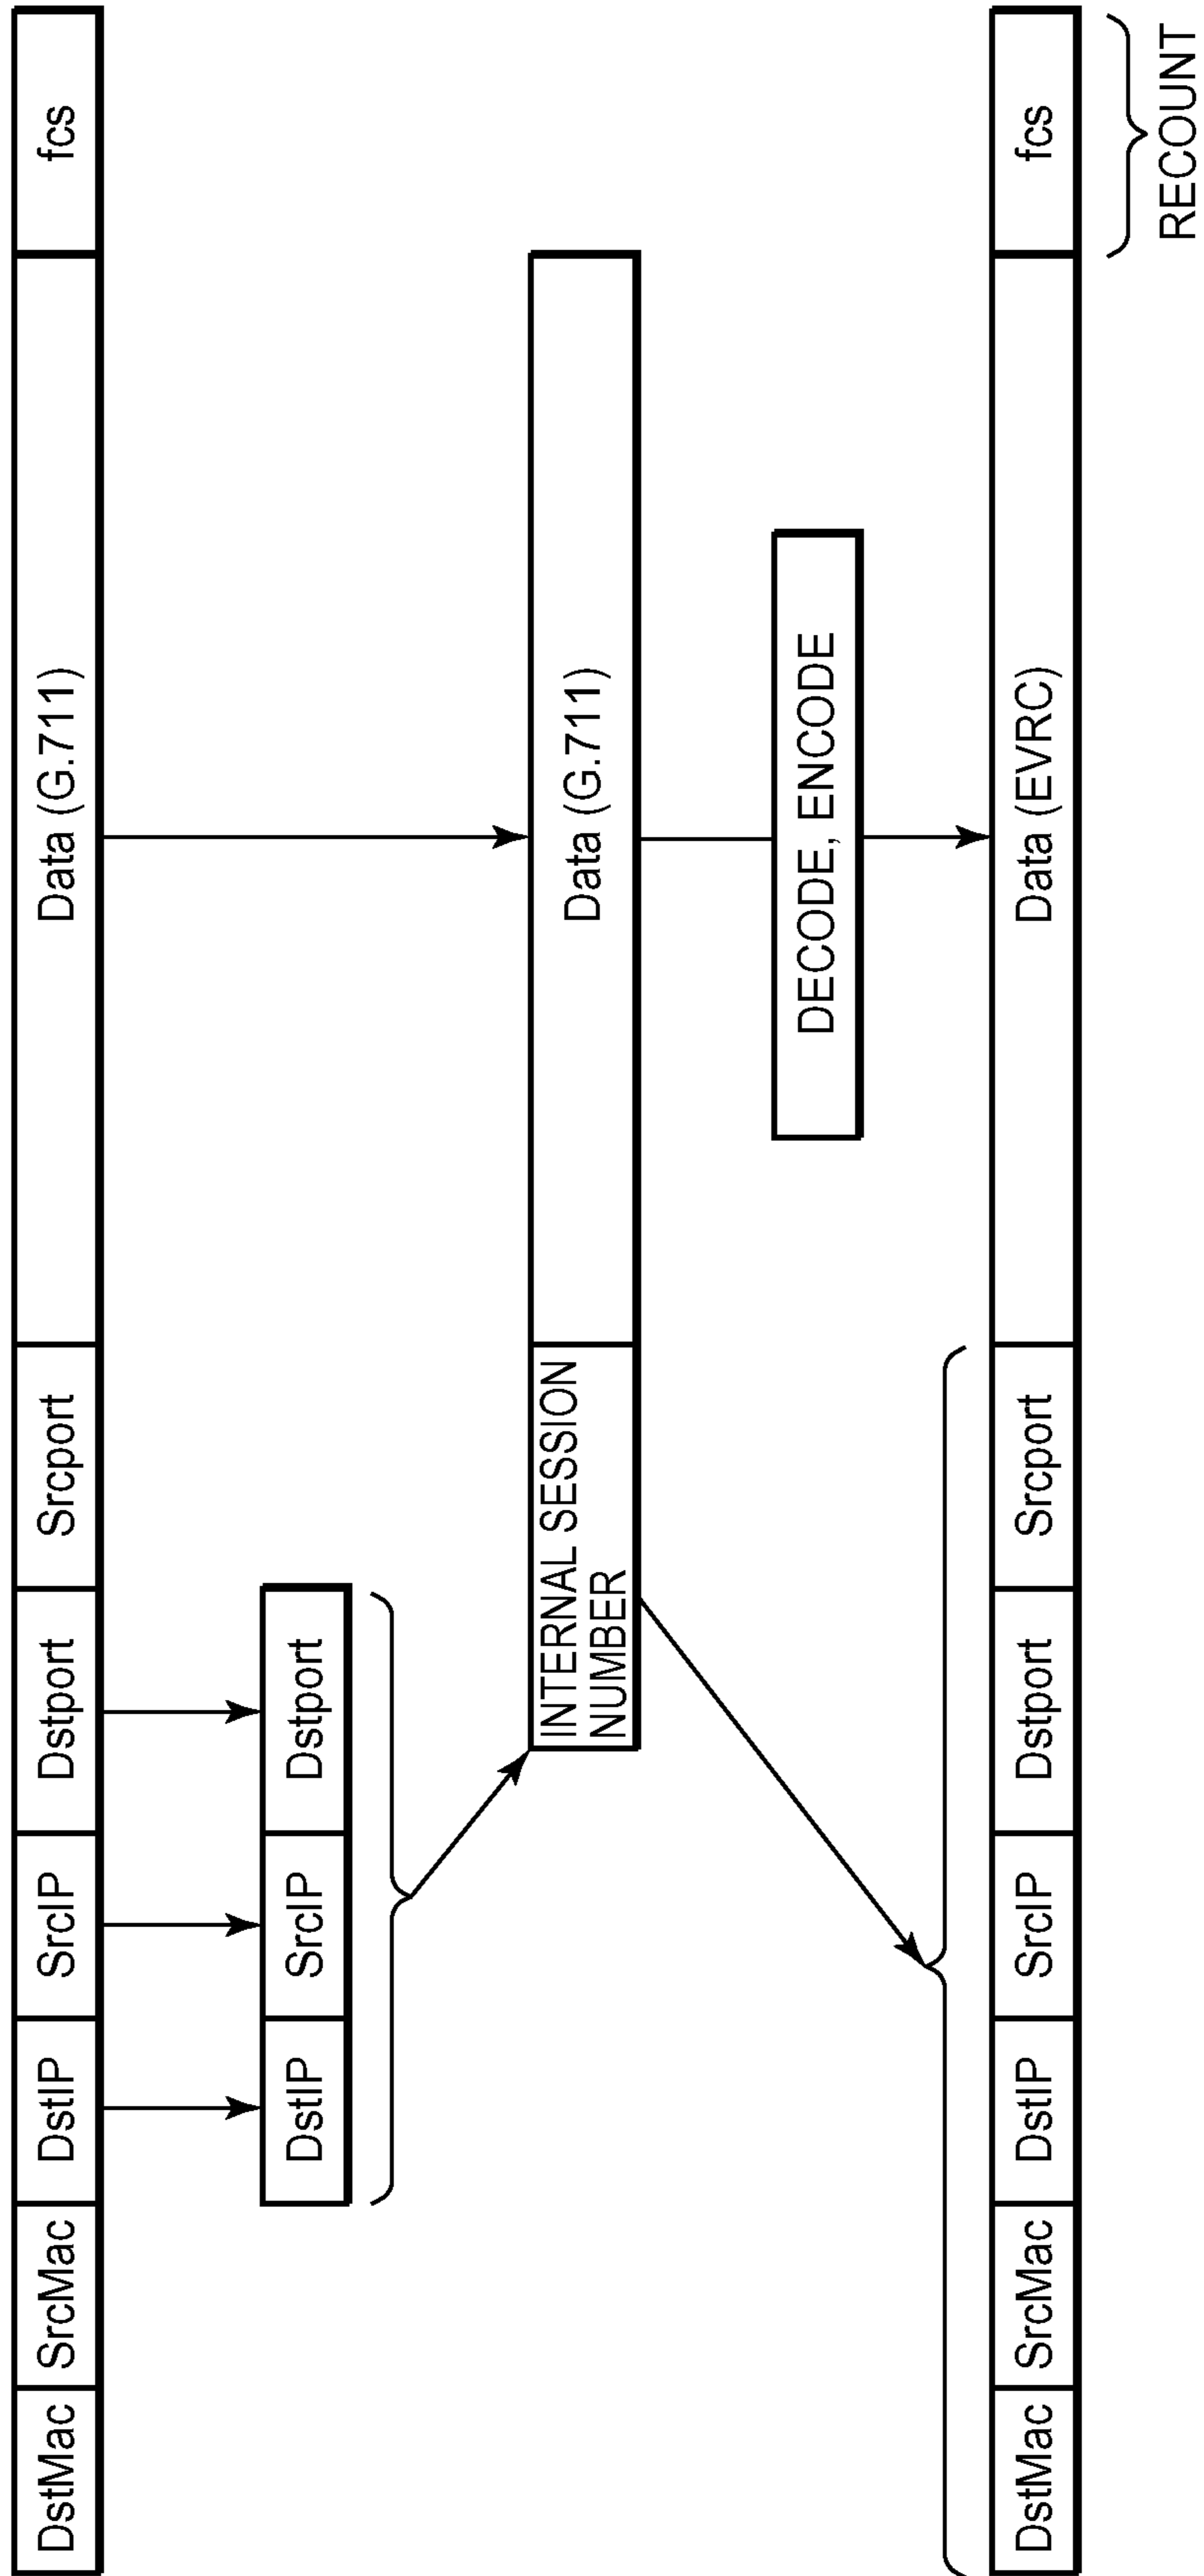 DstMac SrcMac DstIP SrcIP Dstport Srcport Data (G.711) fcs
DstIP SrcIP Dstport
INTERNAL SESSION
NUMBER
Data (G.711)
DECODE, ENCODE
DstMac SrcMac DstIP SrcIP Dstport Srcport Data (EVRC) fcs
RECOUNT